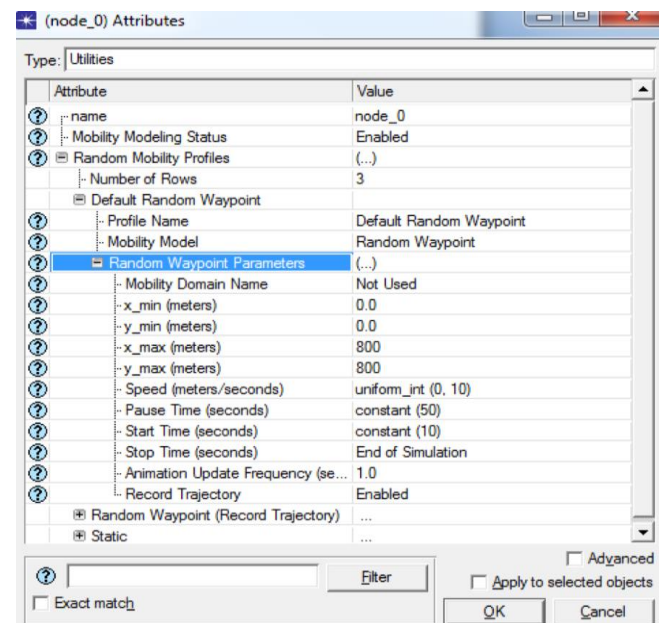 (node_0) Attributes
Type: Utilities
Attribute Value
name node_0
Mobility Modeling Status Enabled
Random Mobility Profiles (...)
Number of Rows 3
Default Random Waypoint
Profile Name Default Random Waypoint
Mobility Model Random Waypoint
Random Waypoint Parameters (...)
Mobility Domain Name Not Used
x_min (meters) 0.0
y_min (meters) 0.0
x_max (meters) 800
y_max (meters) 800
Speed (meters/seconds) uniform_int (0, 10)
Pause Time (seconds) constant (50)
Start Time (seconds) constant (10)
Stop Time (seconds) End of Simulation
Animation Update Frequency (se... 1.0
Record Trajectory Enabled
Random Waypoint (Record Trajectory) ...
Static ...
Advanced
Filter Apply to selected objects
Exact match
OK Cancel